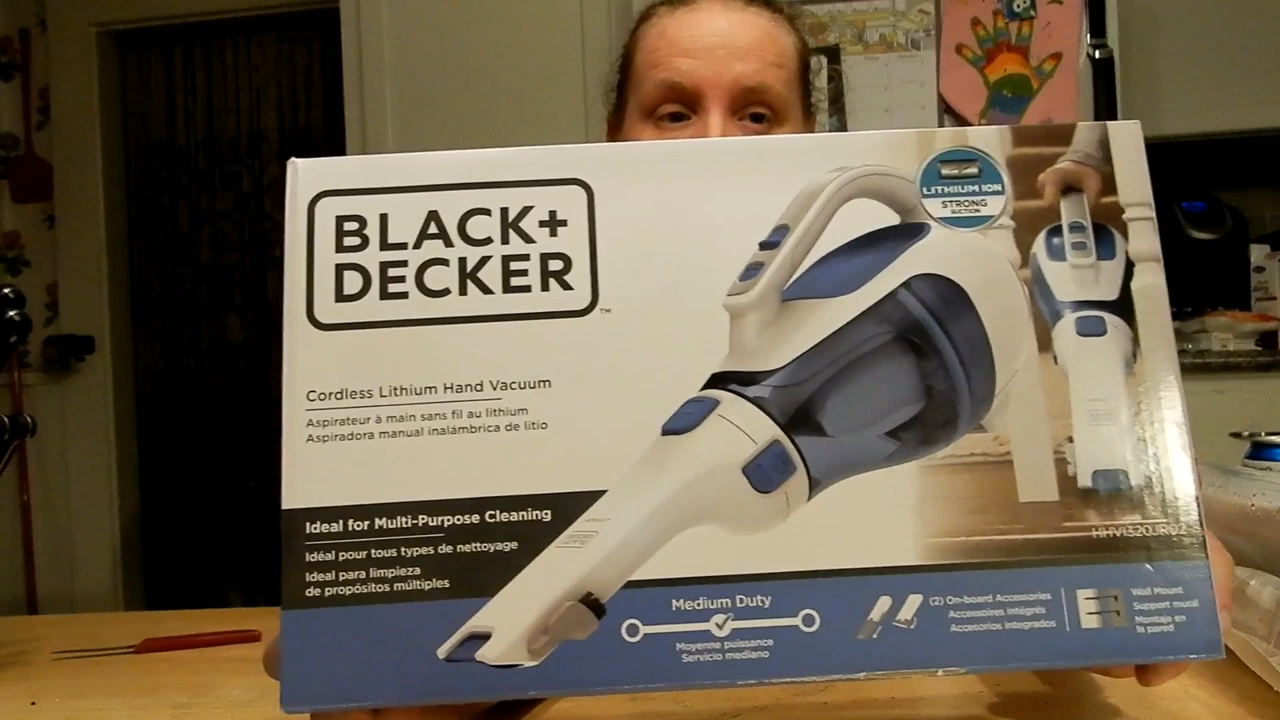 BLACK+
DECKER
™
Cordless Lithium Hand Vacuum
Aspirateur à main sans fil au lithium
Aspiradora manual inalámbrica de litio
LITHIUM ION
STRONG
SUCTION
Ideal for Multi-Purpose Cleaning
Idéal pour tous types de nettoyage
Ideal para limpieza
de propósitos múltiples
HHVI320JR02
Medium Duty
Moyenne puissance
Servicio mediano
(2) On-board Accessories
Accessoires intégrés
Accesorios integrados
Wall Mount
Support mural
Montaje en
la pared